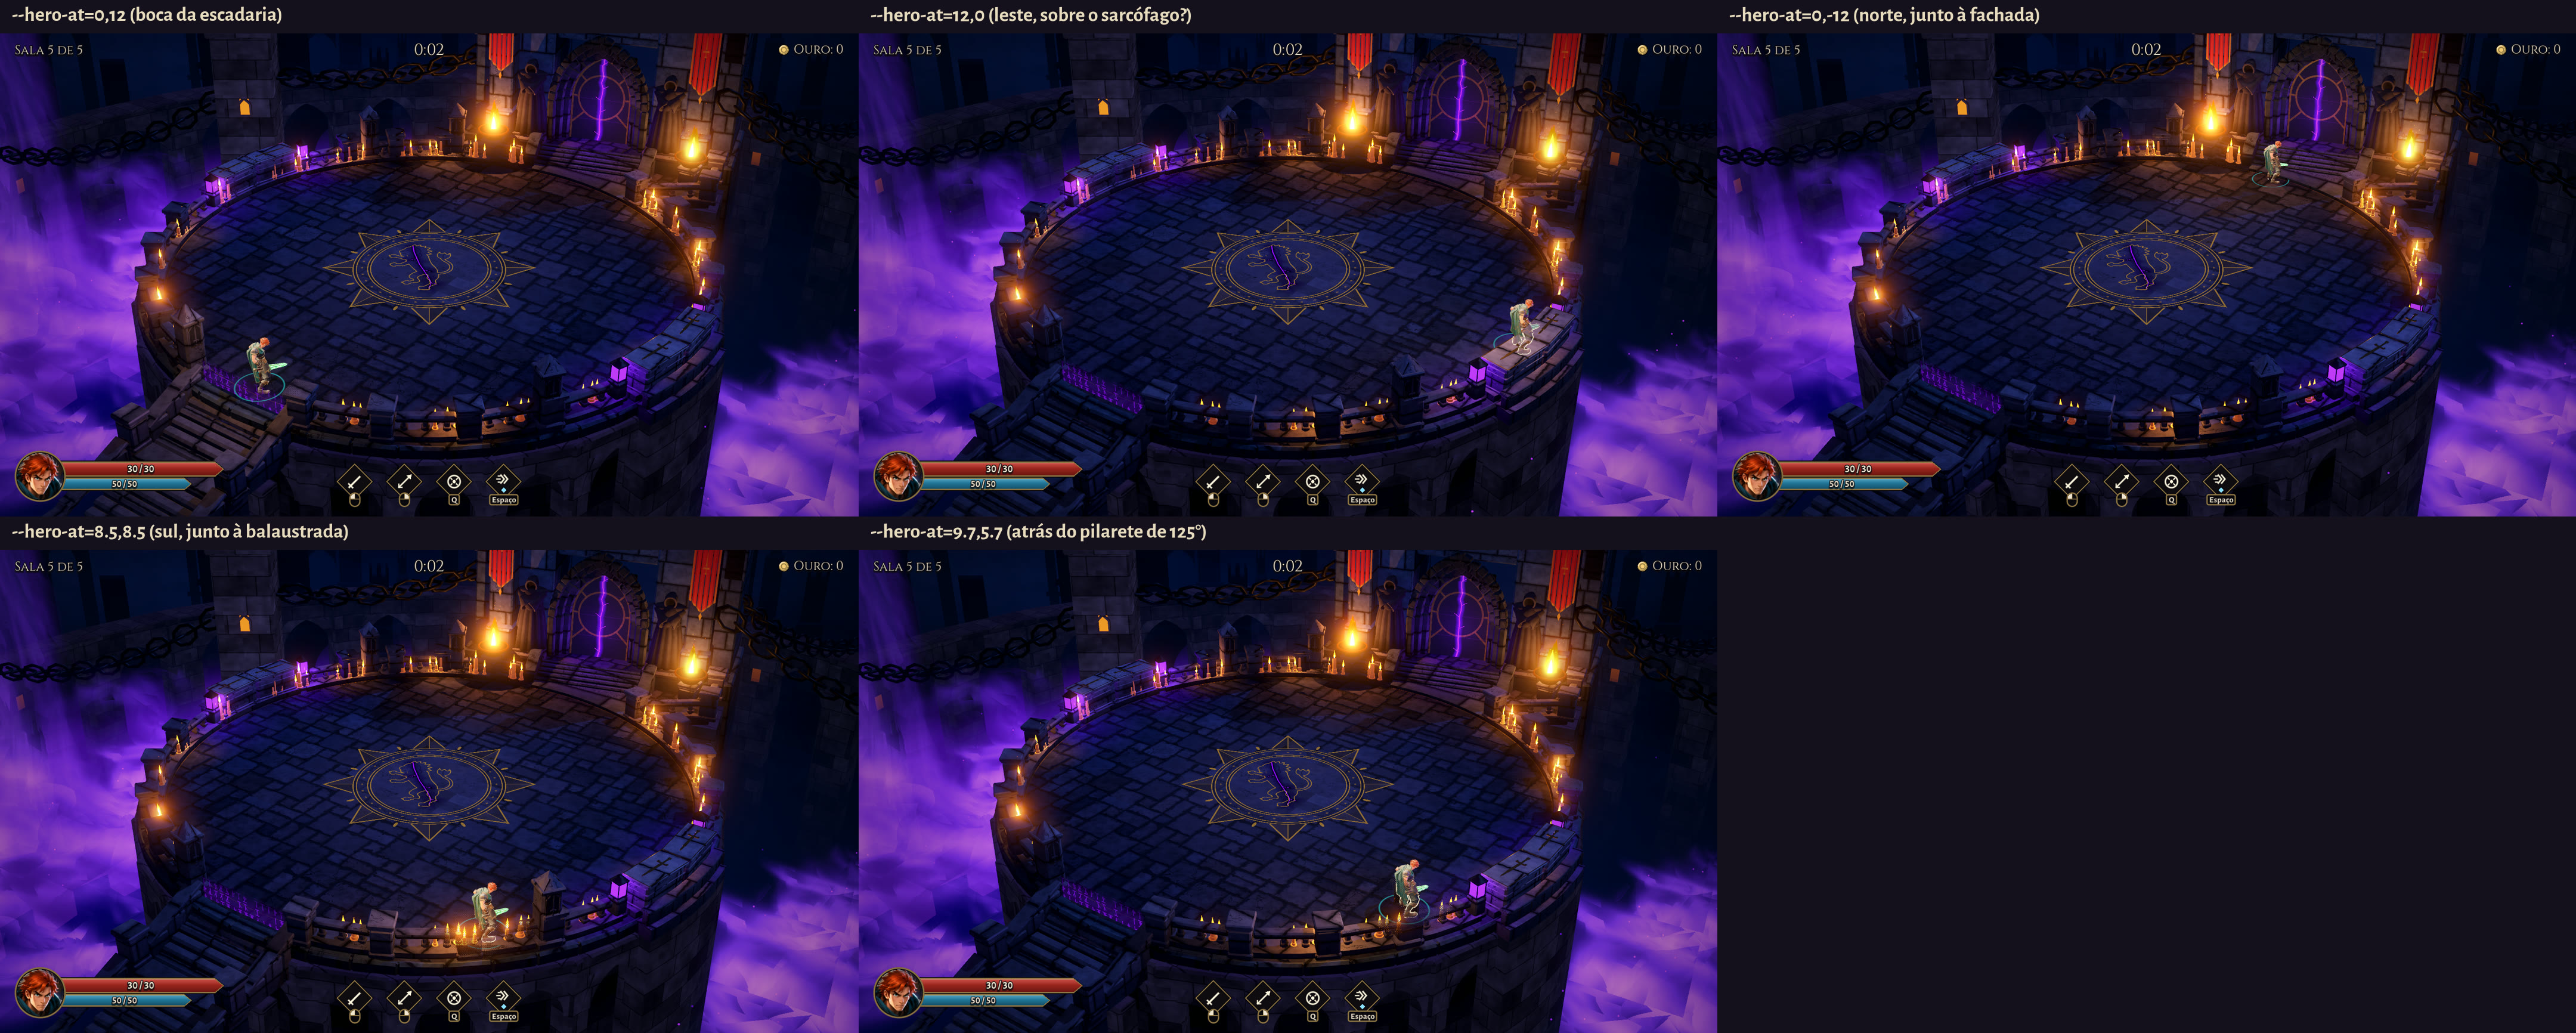 --hero-at=0,12 (boca da escadaria)
SALA 5 DE 5
0:02
OURO: 0
30/30
50/50
Q
Espaço
--hero-at=12,0 (leste, sobre o sarcófago?)
SALA 5 DE 5
0:02
OURO: 0
30/30
50/50
Q
Espaço
--hero-at=0,-12 (norte, junto à fachada)
SALA 5 DE 5
0:02
OURO: 0
30/30
50/50
Q
Espaço
--hero-at=8.5,8.5 (sul, junto à balaustrada)
SALA 5 DE 5
0:02
OURO: 0
30/30
50/50
Q
Espaço
--hero-at=9.7,5.7 (atrás do pilarete de 125°)
SALA 5 DE 5
0:02
OURO: 0
30/30
50/50
Q
Espaço